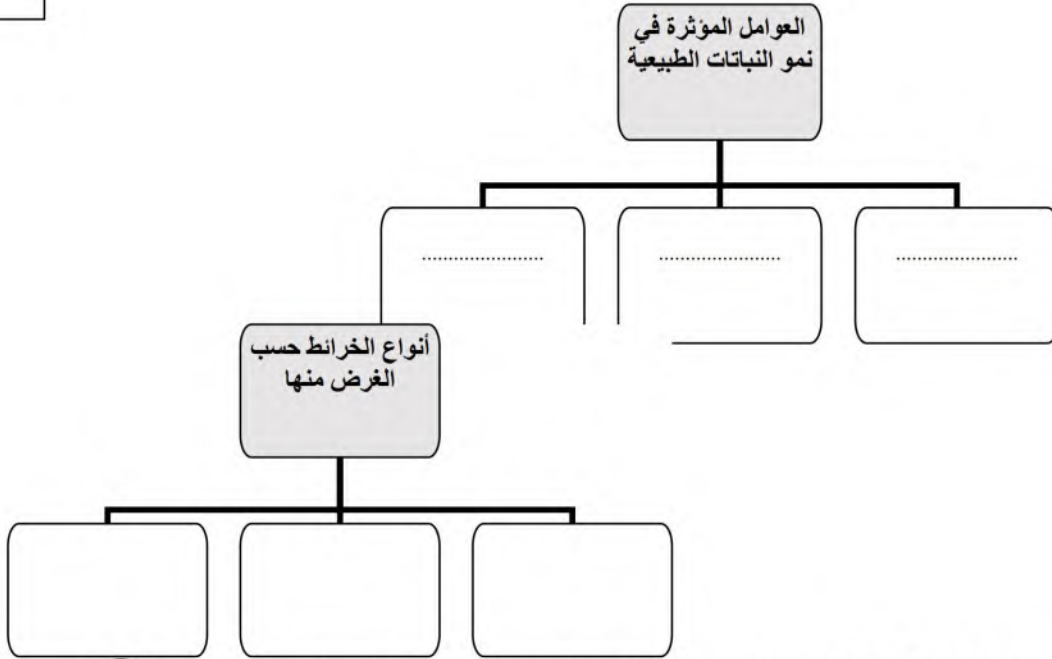 العوامل المؤثرة في
نمو النباتات الطبيعية
.....................
.....................
.....................
أنواع الخرائط حسب
الغرض منها